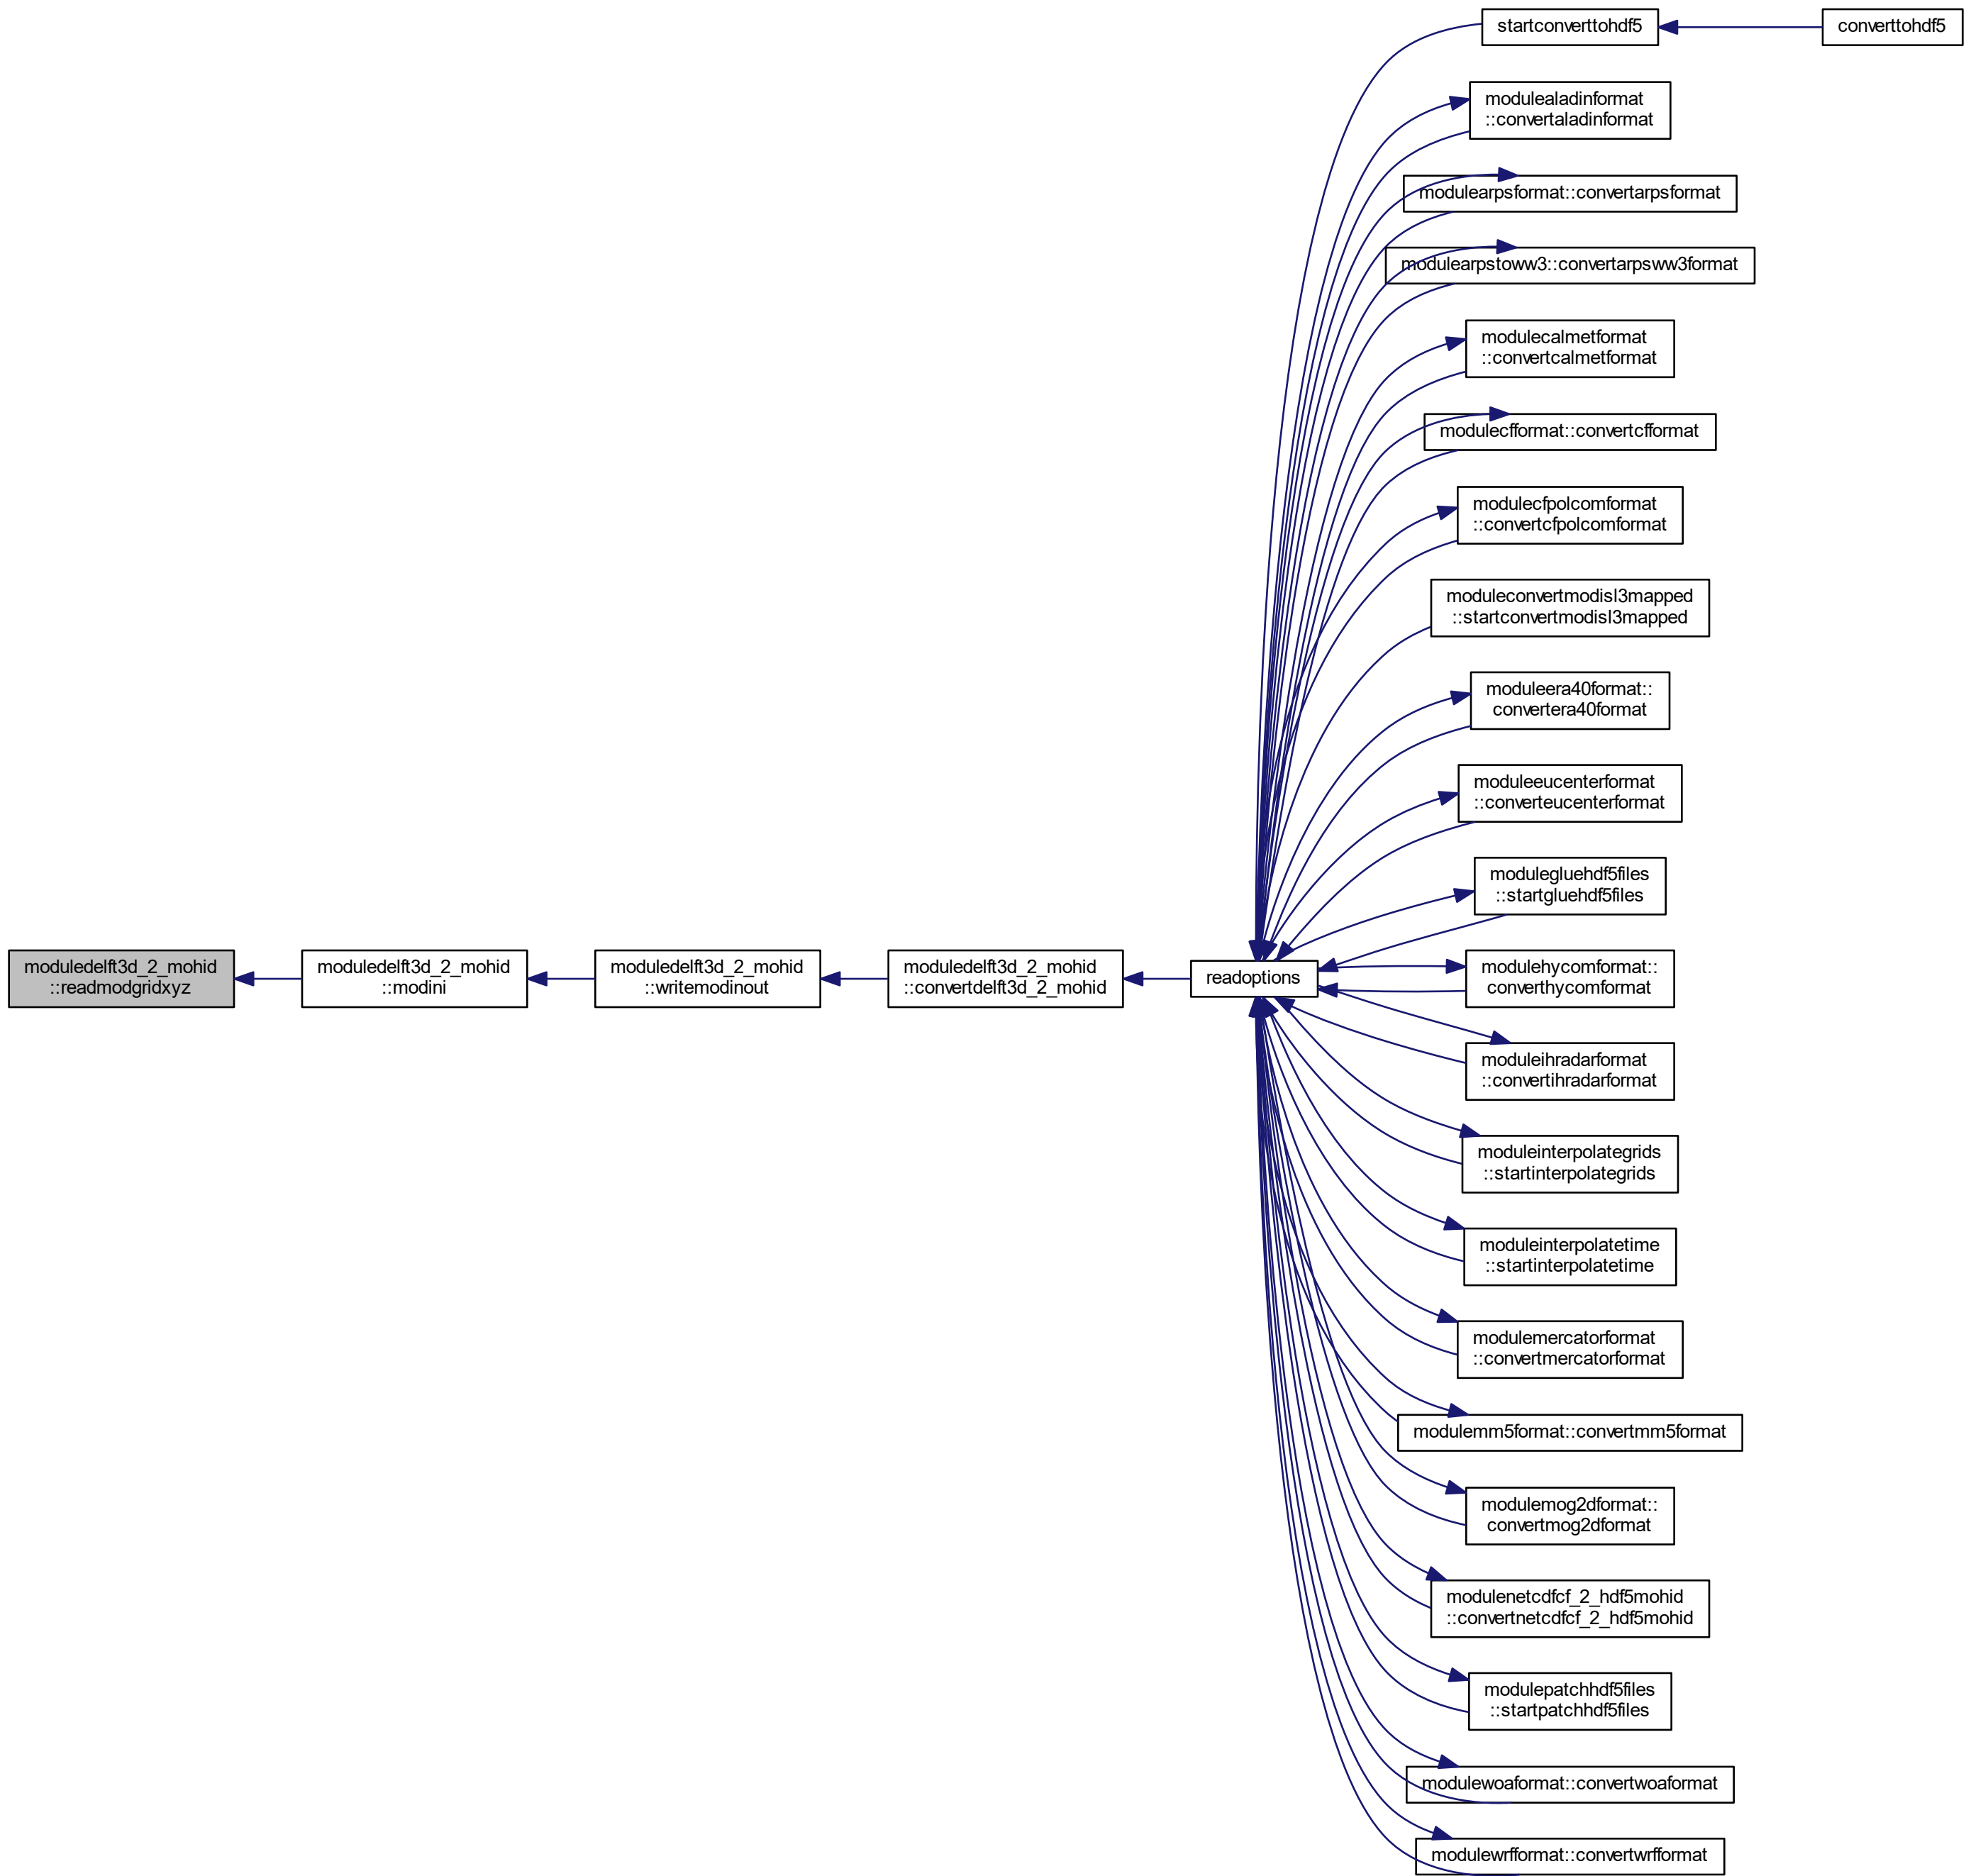 startconverttohdf5
converttohdf5
modulealadinformat
::convertaladinformat
modulearpsformat::convertarpsformat
modulearpstoww3::convertarpsww3format
modulecalmetformat
::convertcalmetformat
modulecfformat::convertcfformat
modulecfpolcomformat
::convertcfpolcomformat
moduleconvertmodisl3mapped
::startconvertmodisl3mapped
moduleera40format::
convertera40format
moduleeucenterformat
::converteucenterformat
modulegluehdf5files
::startgluehdf5files
moduledelft3d_2_mohid
::readmodgridxyz
moduledelft3d_2_mohid
::modini
moduledelft3d_2_mohid
::writemodinout
moduledelft3d_2_mohid
::convertdelft3d_2_mohid
readoptions
modulehycomformat::
converthycomformat
moduleihradarformat
::convertihradarformat
moduleinterpolategrids
::startinterpolategrids
moduleinterpolatetime
::startinterpolatetime
modulemercatorformat
::convertmercatorformat
modulemm5format::convertmm5format
modulemog2dformat::
convertmog2dformat
modulenetcdfcf_2_hdf5mohid
::convertnetcdfcf_2_hdf5mohid
modulepatchhdf5files
::startpatchhdf5files
modulewoaformat::convertwoaformat
modulewrfformat::convertwrfformat